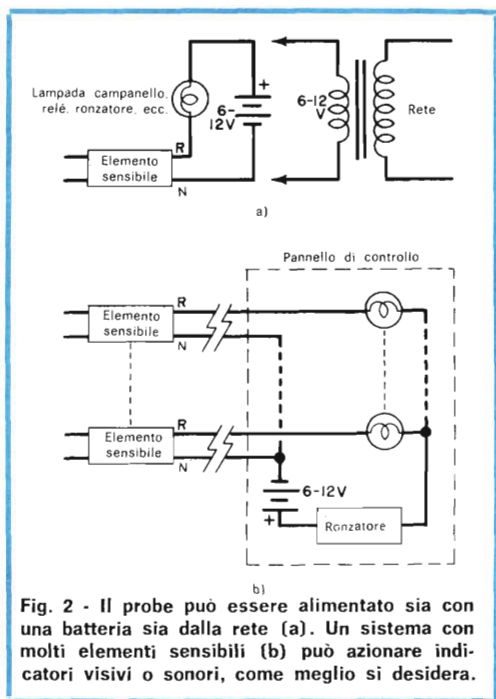 Lampada campanello,
relé, ronzatore, ecc.
6-
12V
+
6-12
V
Rete
Elemento
sensibile
R
N
a)
Pannello di controllo
Elemento
sensibile
R
N
Elemento
sensibile
R
N
6-12V
+
Ronzatore
b)
Fig. 2 - Il probe può essere alimentato sia con
una batteria sia dalla rete (a). Un sistema con
molti elementi sensibili (b) può azionare indi-
catori visivi o sonori, come meglio si desidera.